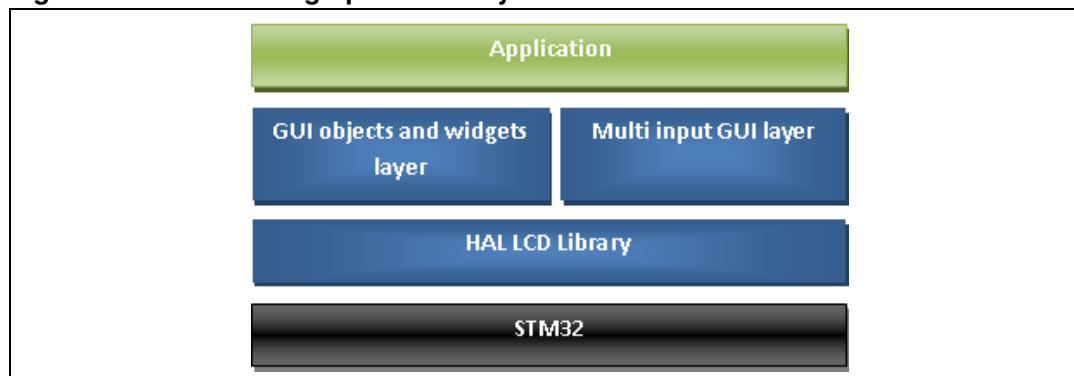 Application
GUI objects and widgets
layer
Multi input GUI layer
HAL LCD Library
STM32